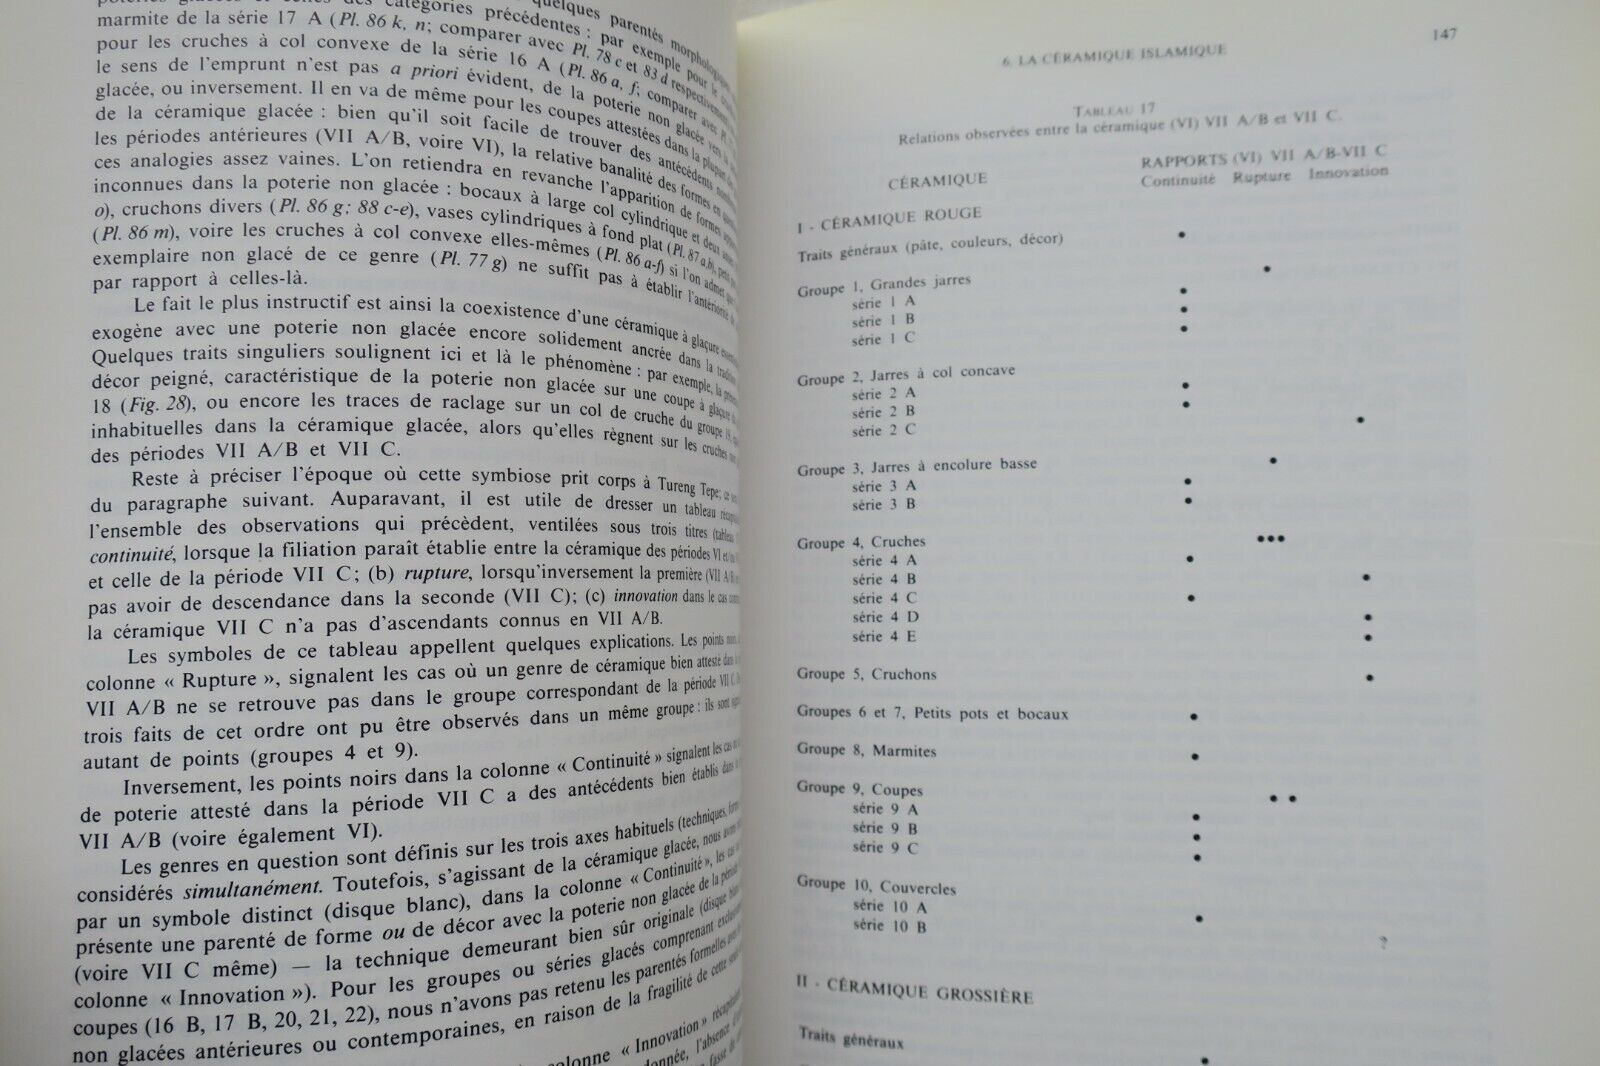 catégories précédentes : par exemple pour
marmite de la série 17 A (Pl. 86 k, n; comparer avec Pl. 78 c et 83 d respectivement
pour les cruches à col convexe de la série 16 A (Pl. 86 a, f; comparer avec
le sens de l'emprunt n'est pas a priori évident, de la poterie non glacée vers la
glacée, ou inversement. Il en va de même pour les coupes attestées dans la plupart
de la céramique glacée : bien qu'il soit facile de trouver des antécédents
les périodes antérieures (VII A/B, voire VI), la relative banalité des formes en
ces analogies assez vaines. L'on retiendra en revanche l'apparition de formes
inconnues dans la poterie non glacée : bocaux à large col cylindrique et deux anses
o), cruchons divers (Pl. 86 g; 88 c-e), vases cylindriques à fond plat (Pl. 87 a,b),
(Pl. 86 m), voire les cruches à col convexe elles-mêmes (Pl. 86 a-f) si l'on admet
exemplaire non glacé de ce genre (Pl. 77 g) ne suffit pas à établir l'antériorité
par rapport à celles-là.
Le fait le plus instructif est ainsi la coexistence d'une céramique à glaçure
exogène avec une poterie non glacée encore solidement ancrée dans la
Quelques traits singuliers soulignent ici et là le phénomène : par exemple, la
décor peigné, caractéristique de la poterie non glacée sur une coupe à glaçure
18 (Fig. 28), ou encore les traces de raclage sur un col de cruche du groupe
inhabituelles dans la céramique glacée, alors qu'elles règnent sur les cruches
des périodes VII A/B et VII C.
Reste à préciser l'époque où cette symbiose prit corps à Tureng Tepe;
du paragraphe suivant. Auparavant, il est utile de dresser un tableau
l'ensemble des observations qui précèdent, ventilées sous trois titres
continuité, lorsque la filiation paraît établie entre la céramique des périodes VI
et celle de la période VII C; (b) rupture, lorsqu'inversement la première (VII A/B
pas avoir de descendance dans la seconde (VII C); (c) innovation dans le cas
la céramique VII C n'a pas d'ascendants connus en VII A/B.
Les symboles de ce tableau appellent quelques explications. Les points
colonne « Rupture », signalent les cas où un genre de céramique bien attesté
VII A/B ne se retrouve pas dans le groupe correspondant de la période VII C.
trois faits de cet ordre ont pu être observés dans un même groupe : ils sont
autant de points (groupes 4 et 9).
Inversement, les points noirs dans la colonne « Continuité » signalent les cas
de poterie attesté dans la période VII C a des antécédents bien établis dans
VII A/B (voire également VI).
Les genres en question sont définis sur les trois axes habituels (techniques,
considérés simultanément. Toutefois, s'agissant de la céramique glacée, nous avons
par un symbole distinct (disque blanc), dans la colonne « Continuité », les cas
présente une parenté de forme ou de décor avec la poterie non glacée de la période
(voire VII C même) — la technique demeurant bien sûr originale (disque
colonne « Innovation »). Pour les groupes ou séries glacés comprenant
coupes (16 B, 17 B, 20, 21, 22), nous n'avons pas retenu les parentés formelles
non glacées antérieures ou contemporaines, en raison de la fragilité de cette
colonne « Innovation »
l'absence
6. LA CÉRAMIQUE ISLAMIQUE 147
TABLEAU 17
Relations observées entre la céramique (VI) VII A/B et VII C.
RAPPORTS (VI) VII A/B-VII C
CÉRAMIQUE Continuité Rupture Innovation
I - CÉRAMIQUE ROUGE
Traits généraux (pâte, couleurs, décor) •
Groupe 1, Grandes jarres •
série 1 A •
série 1 B •
série 1 C •
Groupe 2, Jarres à col concave
série 2 A •
série 2 B •
série 2 C •
Groupe 3, Jarres à encolure basse •
série 3 A •
série 3 B •
Groupe 4, Cruches •••
série 4 A •
série 4 B •
série 4 C •
série 4 D •
série 4 E •
Groupe 5, Cruchons •
Groupes 6 et 7, Petits pots et bocaux •
Groupe 8, Marmites •
Groupe 9, Coupes • •
série 9 A •
série 9 B •
série 9 C •
Groupe 10, Couvercles
série 10 A •
série 10 B ?
II - CÉRAMIQUE GROSSIÈRE
Traits généraux •